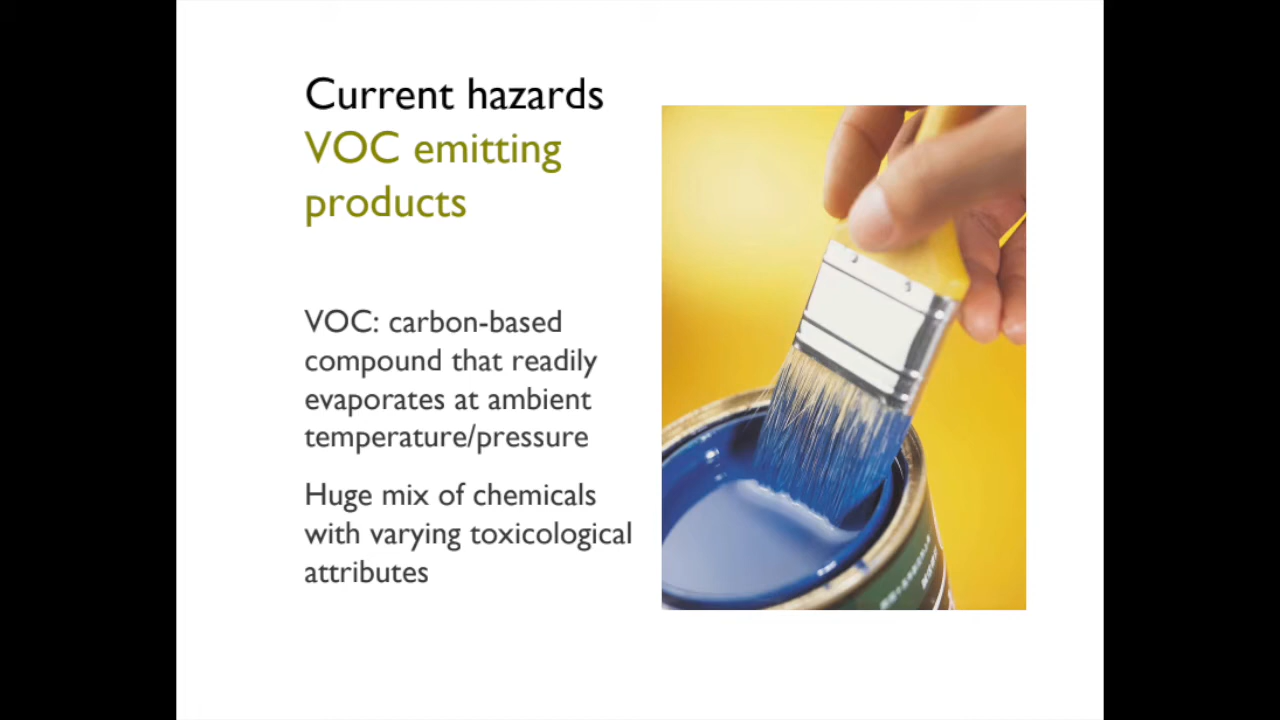 Current hazards
VOC emitting
products
VOC: carbon-based
compound that readily
evaporates at ambient
temperature/pressure
Huge mix of chemicals
with varying toxicological
attributes